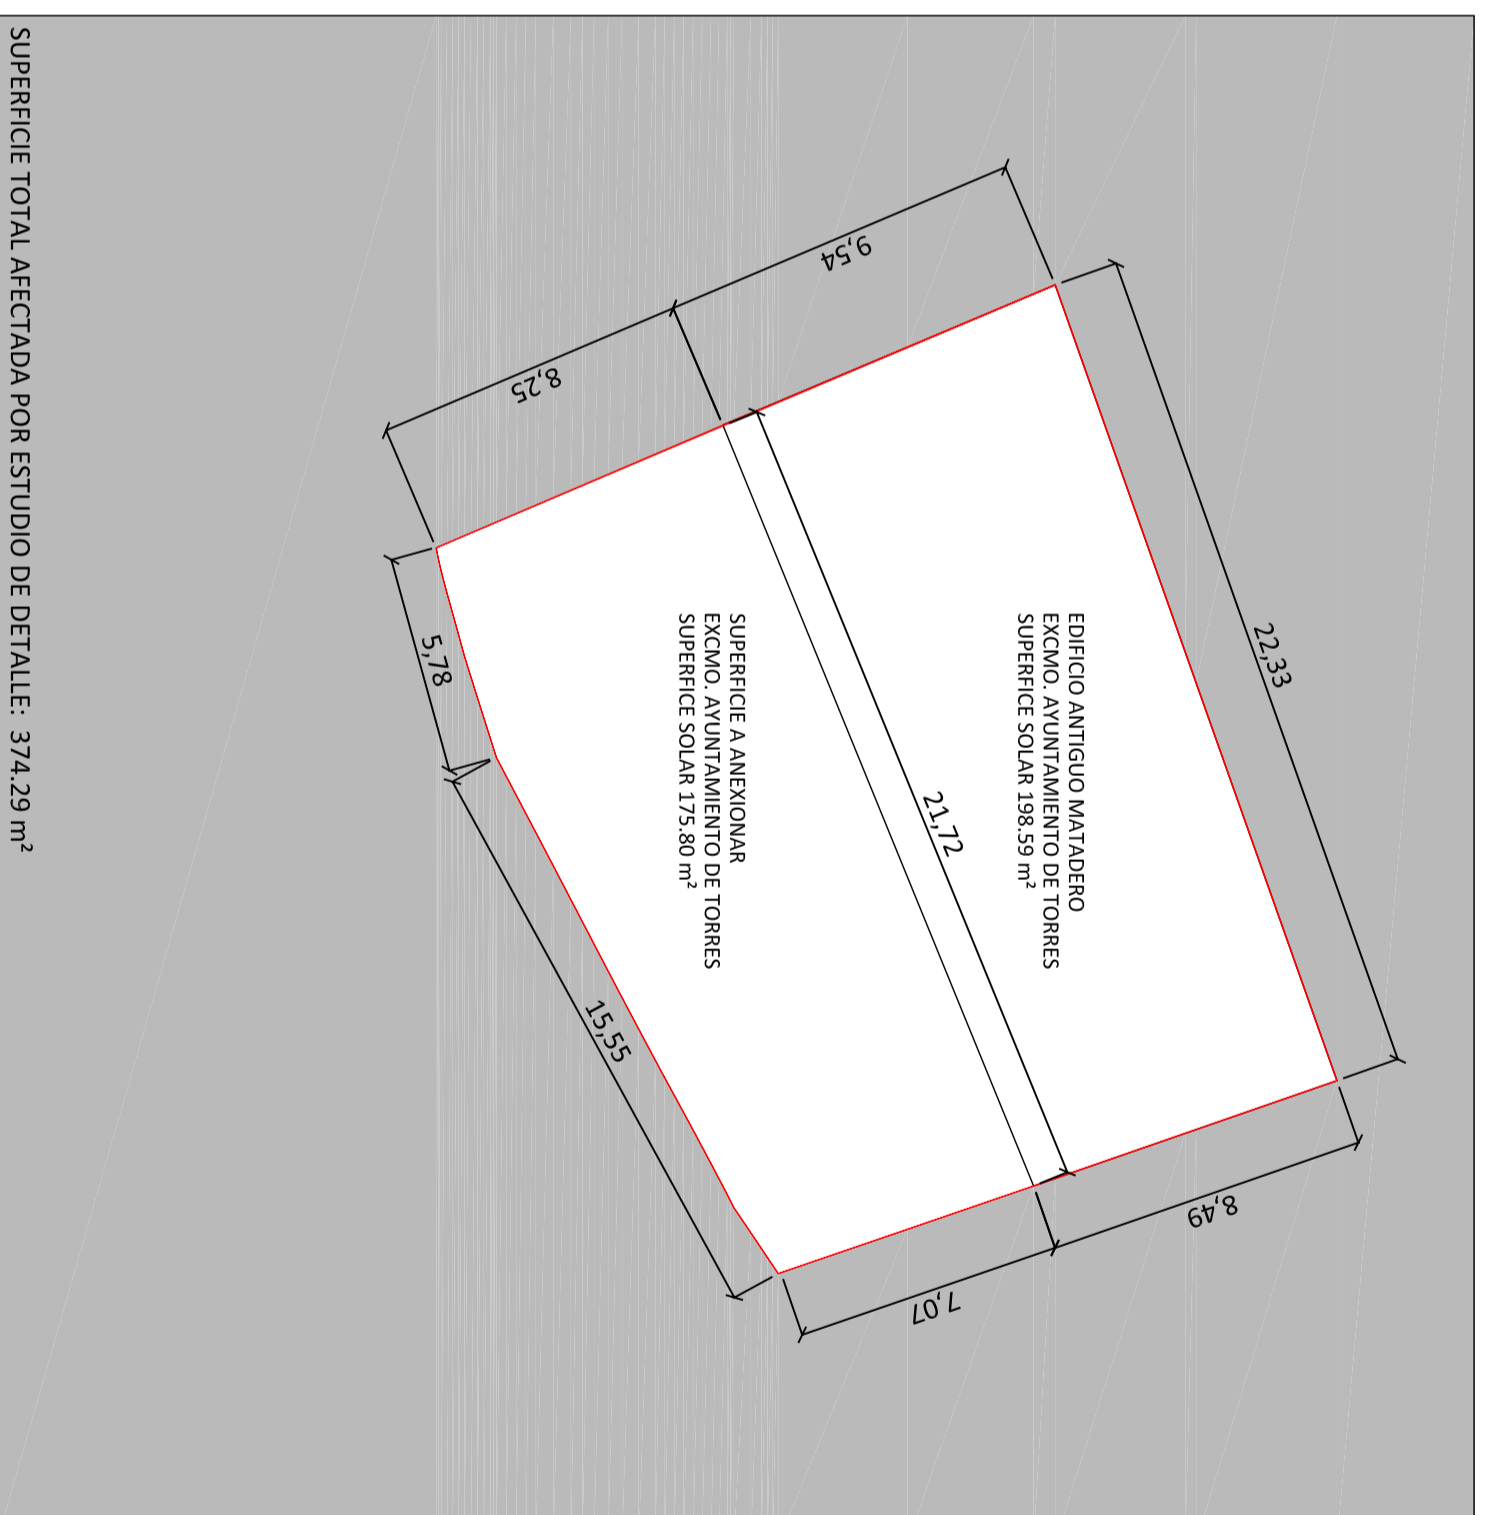 EDIFICIO ANTIGUO MATADERO
EXCMO. AYUNTAMIENTO DE TORRES
SUPERFICE SOLAR 198.59 m²
SUPERFICIE A ANEXIONAR
EXCMO. AYUNTAMIENTO DE TORRES
SUPERFICE SOLAR 175.80 m²
22,33
9,54
8,25
21,72
5,78
15,55
8,49
7,07
SUPERFICIE TOTAL AFECTADA POR ESTUDIO DE DETALLE: 374.29 m²